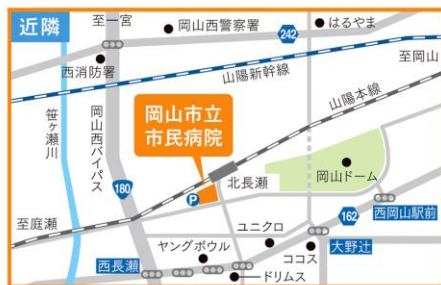 近隣
至一宮
岡山西警察署
はるやま
242
西消防署
山陽新幹線
至岡山
山陽本線
笹ヶ瀬川
岡山西バイパス
岡山市立
市民病院
180
北長瀬
岡山ドーム
P
至庭瀬
162
西岡山駅前
ユニクロ
大野辻
ヤングボウル
ココス
西長瀬
ドリムス